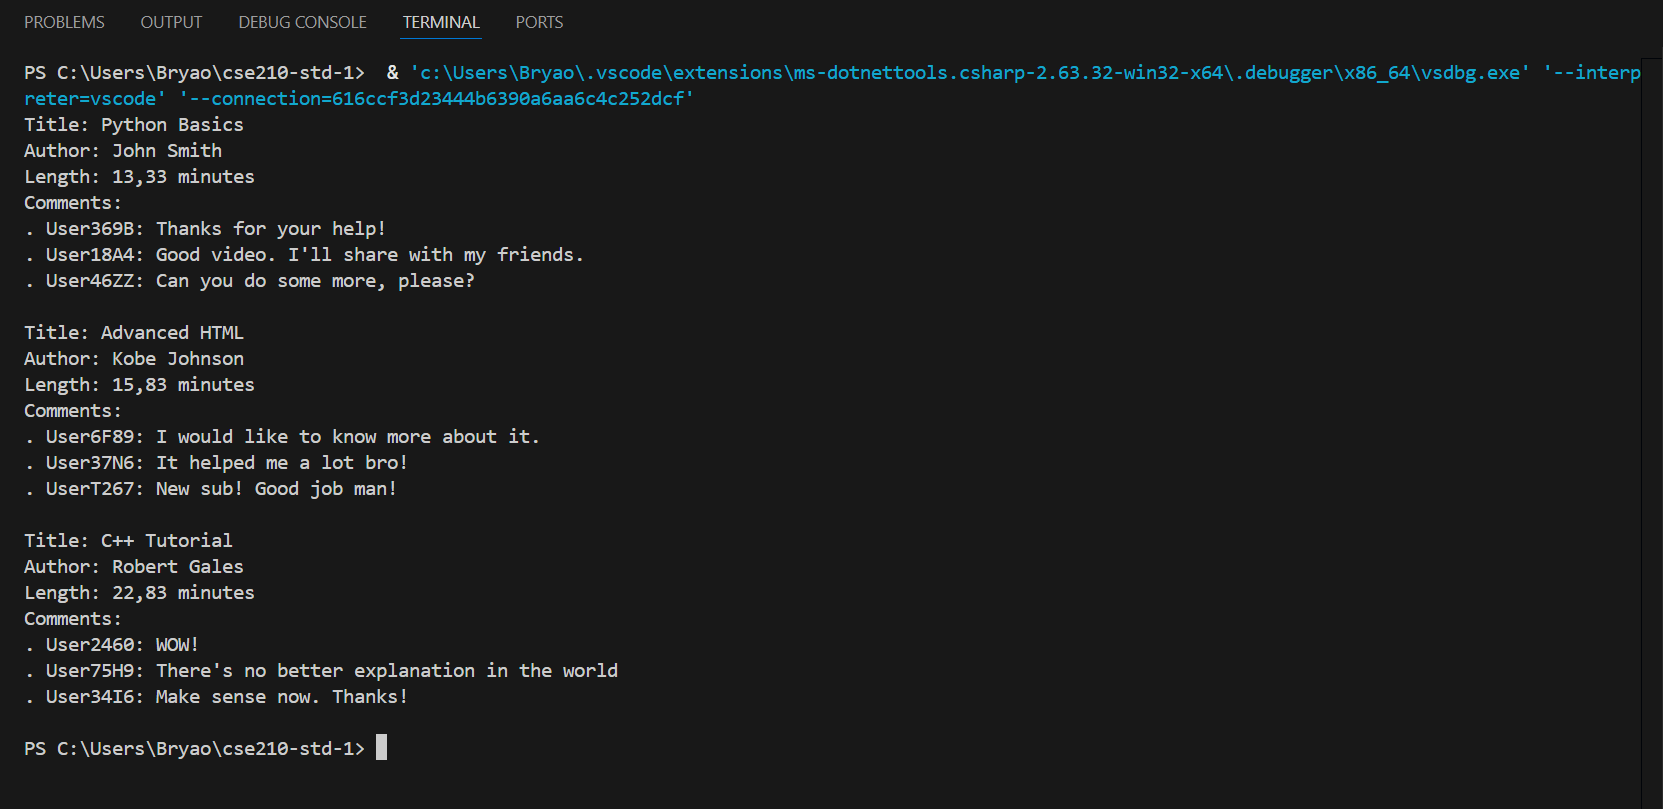 PROBLEMS OUTPUT DEBUG CONSOLE TERMINAL PORTS
PS C:\Users\Bryao\cse210-std-1>  & 'c:\Users\Bryao\.vscode\extensions\ms-dotnettools.csharp-2.63.32-win32-x64\.debugger\x86_64\vsdbg.exe' '--interp
reter=vscode' '--connection=616ccf3d23444b6390a6aa6c4c252dcf'
Title: Python Basics
Author: John Smith
Length: 13,33 minutes
Comments:
. User369B: Thanks for your help!
. User18A4: Good video. I'll share with my friends.
. User46ZZ: Can you do some more, please?

Title: Advanced HTML
Author: Kobe Johnson
Length: 15,83 minutes
Comments:
. User6F89: I would like to know more about it.
. User37N6: It helped me a lot bro!
. UserT267: New sub! Good job man!

Title: C++ Tutorial
Author: Robert Gales
Length: 22,83 minutes
Comments:
. User2460: WOW!
. User75H9: There's no better explanation in the world
. User34I6: Make sense now. Thanks!

PS C:\Users\Bryao\cse210-std-1>